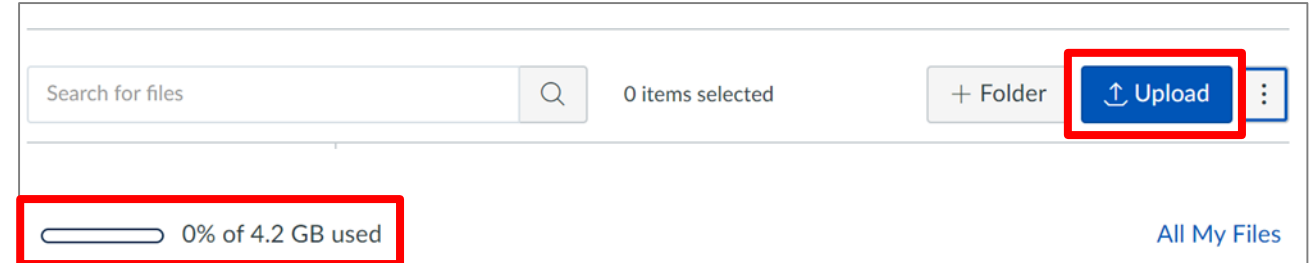 Search for files 0 items selected + Folder Upload
0% of 4.2 GB used All My Files